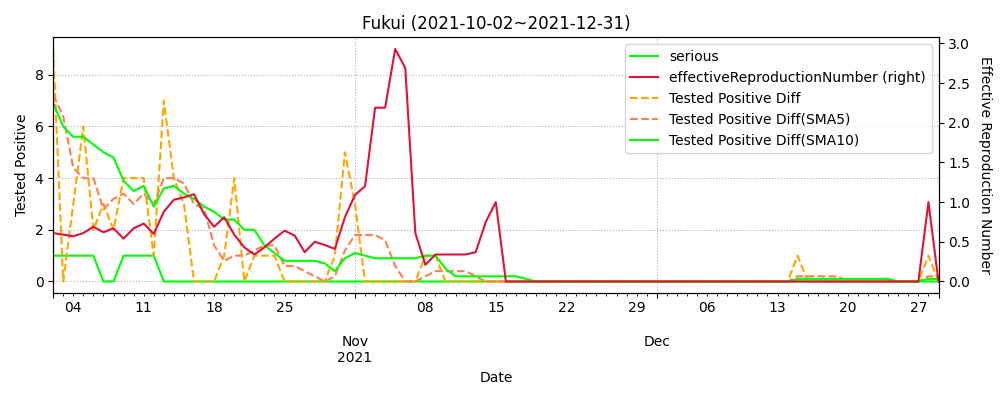 Fukui (2021-10-02~2021-12-31)
serious
effectiveReproductionNumber (right)
Tested Positive Diff
Tested Positive Diff(SMA5)
Tested Positive Diff(SMA10)
Tested Positive
8
6
4
2
0
Effective Reproduction Number
3.0
2.5
2.0
1.5
1.0
0.5
0.0
04 11 18 25 08 15 22 29 06 13 20 27
Nov Dec
2021
Date